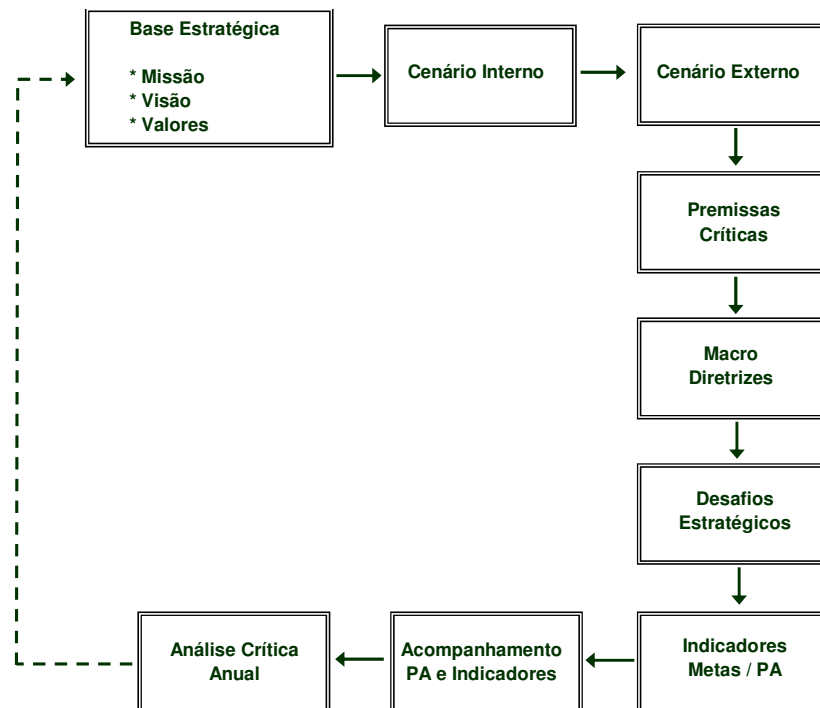 Base Estratégica
* Missão
* Visão
* Valores
Cenário Interno
Cenário Externo
Premissas
Críticas
Macro
Diretrizes
Desafios
Estratégicos
Indicadores
Metas / PA
Acompanhamento
PA e Indicadores
Análise Crítica
Anual